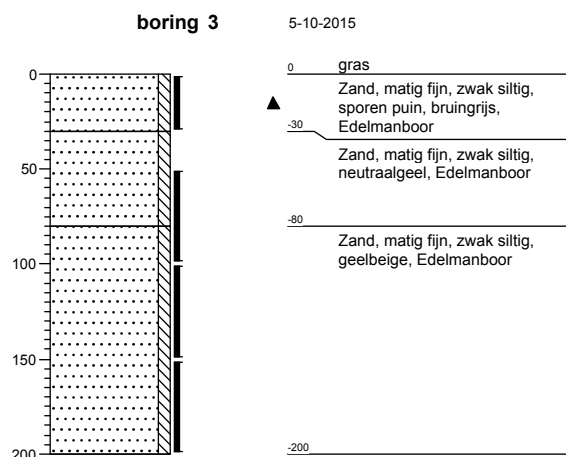 boring 3
5-10-2015
0
50
100
150
200
0
gras
Zand, matig fijn, zwak siltig,
sporen puin, bruingrijs,
Edelmanboor
-30
Zand, matig fijn, zwak siltig,
neutraalgeel, Edelmanboor
-80
Zand, matig fijn, zwak siltig,
geelbeige, Edelmanboor
-200